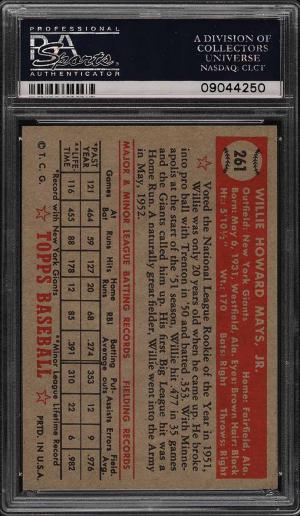 PSA
Sports
AUTHENTICATOR
A DIVISION OF
COLLECTORS
UNIVERSE
NASDAQ: CLCT
09044250
261
WILLIE HOWARD MAYS, JR.
Outfield: New York Giants Home: Fairfield, Ala.
Born: May 6, 1931, Westfield, Ala. Eyes: Brown Hair: Black
Ht.: 5'10½" Wt.: 170 Bats: Right Throws: Right
Voted the National League Rookie of the Year in 1951,
Willie was only 20 years old when he came up. He broke
into pro ball with Trenton in '50 and batted .353. With Minne-
apolis at the start of the '51 season, Willie hit .477 in 35 games
and the Giants called him up. His first Big League hit was a
Home Run. A naturally great fielder, Willie went into the Army
in May, 1952.
MAJOR & MINOR LEAGUE BATTING RECORDS FIELDING RECORDS
Games At Bat Runs Hits Home Runs RBI Batting Average Put-outs Assists Errors Field. Avg.
*PAST YEAR 121 464 59 127 20 68 .274 353 12 9 .976
**LIFE TIME 116 455 88 178 12 85 .391 310 22 6 .982
*Record with New York Giants **Minor League Lifetime Record
© T.C.G. ☆ TOPPS BASEBALL ☆ PRTD. IN U.S.A.